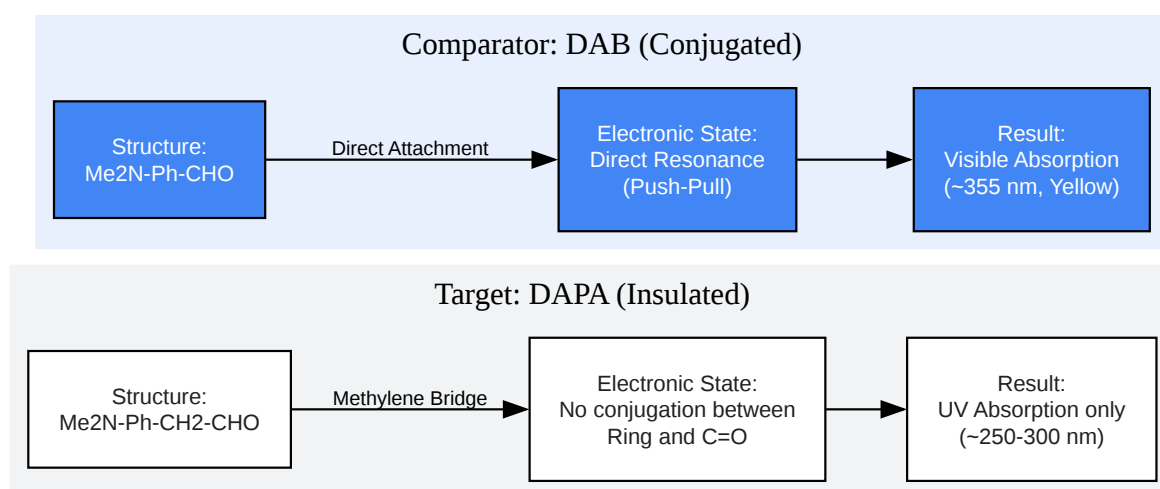 Comparator: DAB (Conjugated)
Structure:
Me2N-Ph-CHO
Direct Attachment
Electronic State:
Direct Resonance
(Push-Pull)
Result:
Visible Absorption
(~355 nm, Yellow)
Target: DAPA (Insulated)
Structure:
Me2N-Ph-CH2-CHO
Methylene Bridge
Electronic State:
No conjugation between
Ring and C=O
Result:
UV Absorption only
(~250-300 nm)